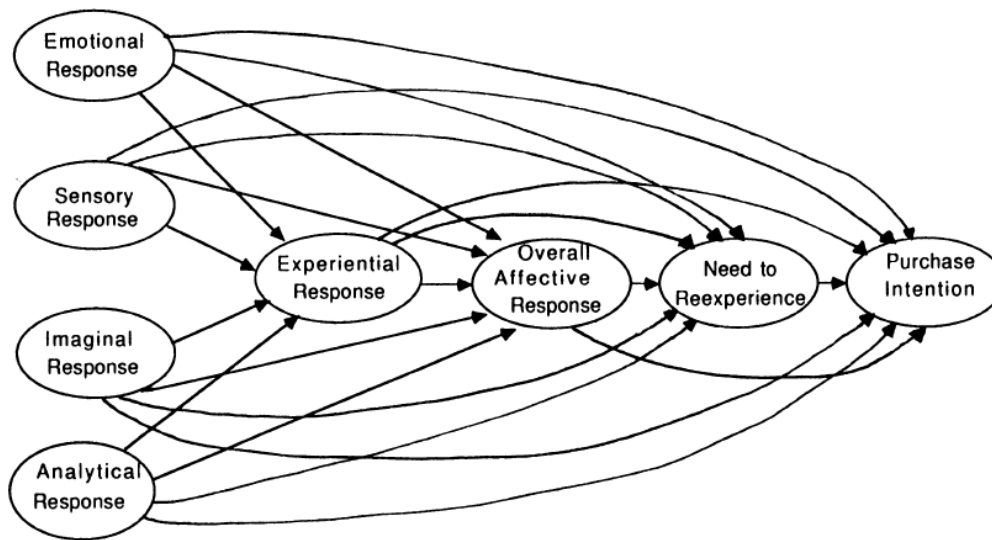 Emotional
Response
Sensory
Response
Experiential
Response
Overall
Affective
Response
Need to
Reexperience
Purchase
Intention
Imaginal
Response
Analytical
Response